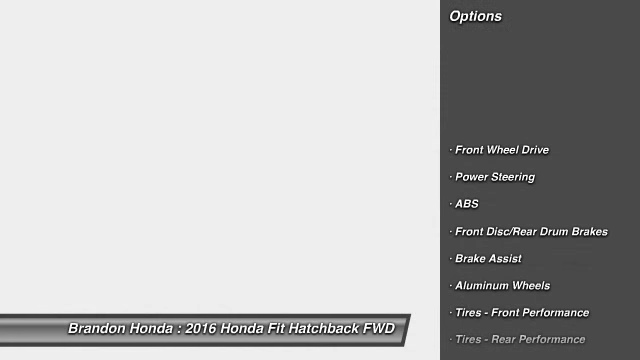 Options
· Front Wheel Drive
· Power Steering
· ABS
· Front Disc/Rear Drum Brakes
· Brake Assist
· Aluminum Wheels
· Tires - Front Performance
· Tires - Rear Performance
Brandon Honda : 2016 Honda Fit Hatchback FWD